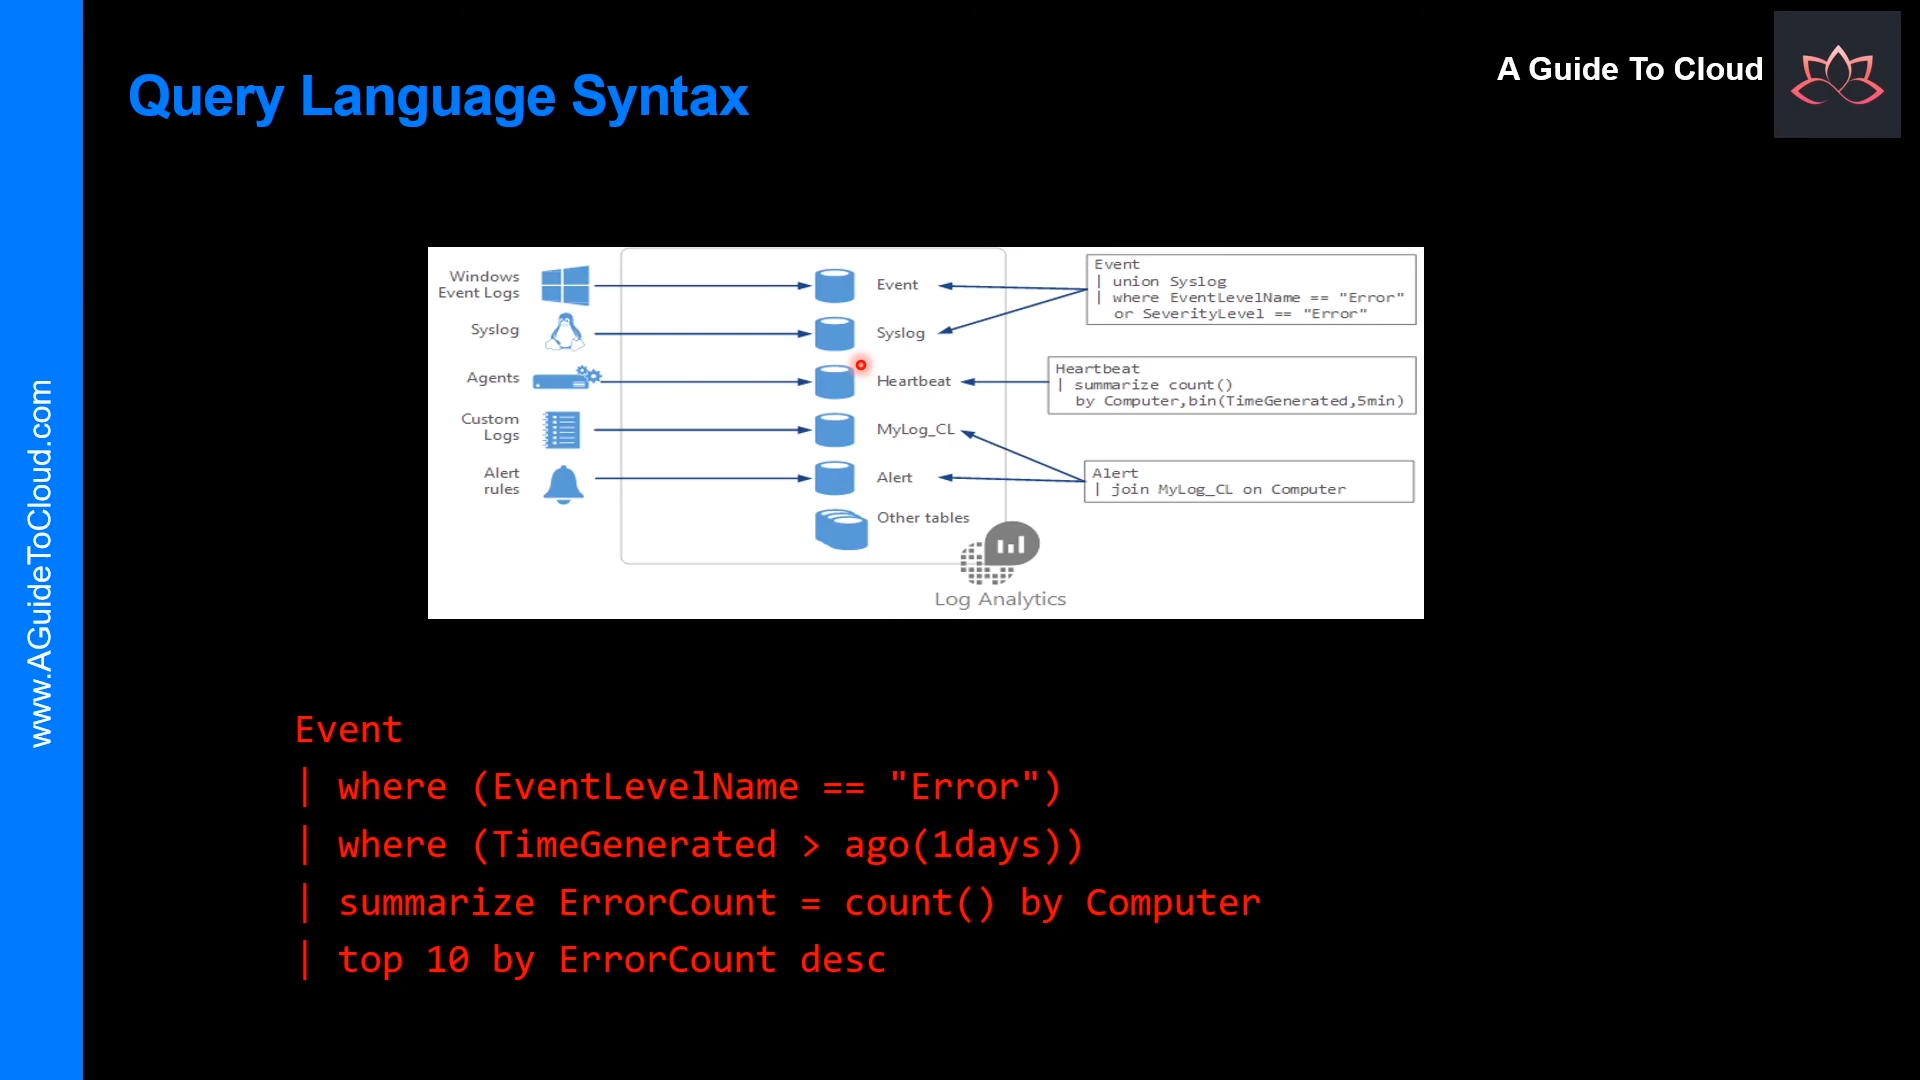 Query Language Syntax
A Guide To Cloud
www.AGuideToCloud.com
Windows
Event Logs
Syslog
Agents
Custom
Logs
Alert
rules
Event
Syslog
Heartbeat
MyLog_CL
Alert
Other tables
Log Analytics
Event
| union Syslog
| where EventLevelName == "Error"
or SeverityLevel == "Error"
Heartbeat
| summarize count()
by Computer,bin(TimeGenerated,5min)
Alert
| join MyLog_CL on Computer
Event
| where (EventLevelName == "Error")
| where (TimeGenerated > ago(1days))
| summarize ErrorCount = count() by Computer
| top 10 by ErrorCount desc